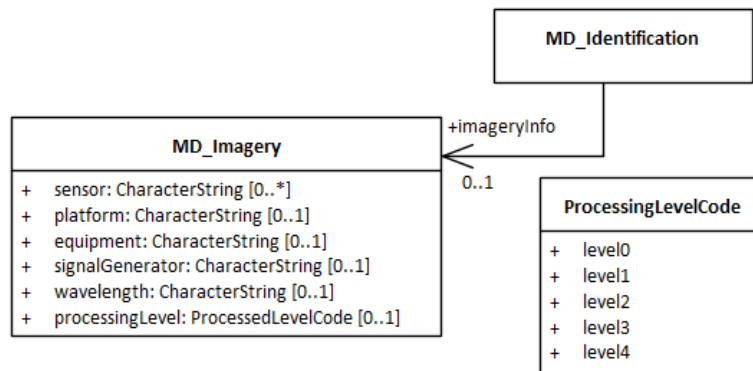 MD_Identification
+imageryInfo
0..1
MD_Imagery
+ sensor: CharacterString [0..*]
+ platform: CharacterString [0..1]
+ equipment: CharacterString [0..1]
+ signalGenerator: CharacterString [0..1]
+ wavelength: CharacterString [0..1]
+ processingLevel: ProcessedLevelCode [0..1]
ProcessingLevelCode
+ level0
+ level1
+ level2
+ level3
+ level4